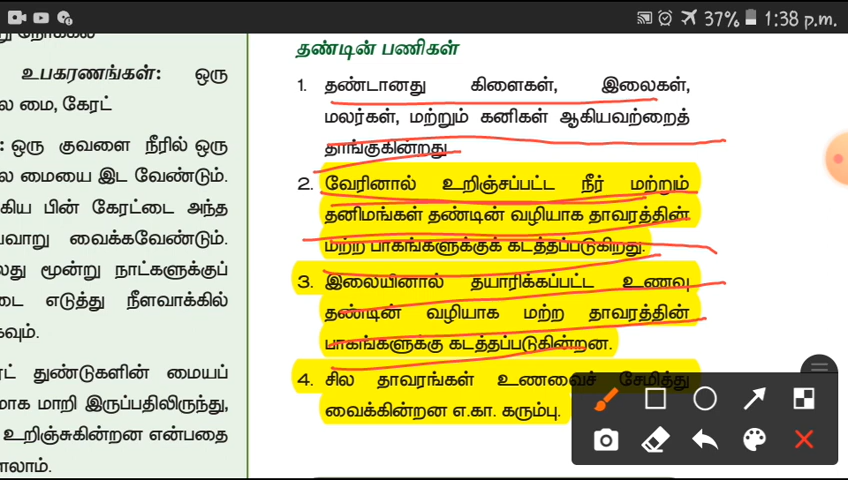 37% 1:38 p.m.
உபகரணங்கள்: ஒரு
மை, கேரட்
ஒரு குவளை நீரில் ஒரு
மையை இட வேண்டும்.
பின் கேரட்டை அந்த
வைக்கவேண்டும்.
மூன்று நாட்களுக்குப்
எடுத்து நீளவாக்கில்
துண்டுகளின் மையப்
மாறி இருப்பதிலிருந்து,
உறிஞ்சுகின்றன என்பதை
தண்டின் பணிகள்
1. தண்டானது கிளைகள், இலைகள்,
மலர்கள், மற்றும் கனிகள் ஆகியவற்றைத்
தாங்குகின்றது
2. வேரினால் உறிஞ்சப்பட்ட நீர் மற்றும்
தனிமங்கள் தண்டின் வழியாக தாவரத்தின்
மற்ற பாகங்களுக்குக் கடத்தப்படுகிறது.
3. இலையினால் தயாரிக்கப்பட்ட உணவு
தண்டின் வழியாக மற்ற தாவரத்தின்
பாகங்களுக்கு கடத்தப்படுகின்றன.
4. சில தாவரங்கள் உணவைச் சேமித்து
வைக்கின்றன எ.கா. கரும்பு.